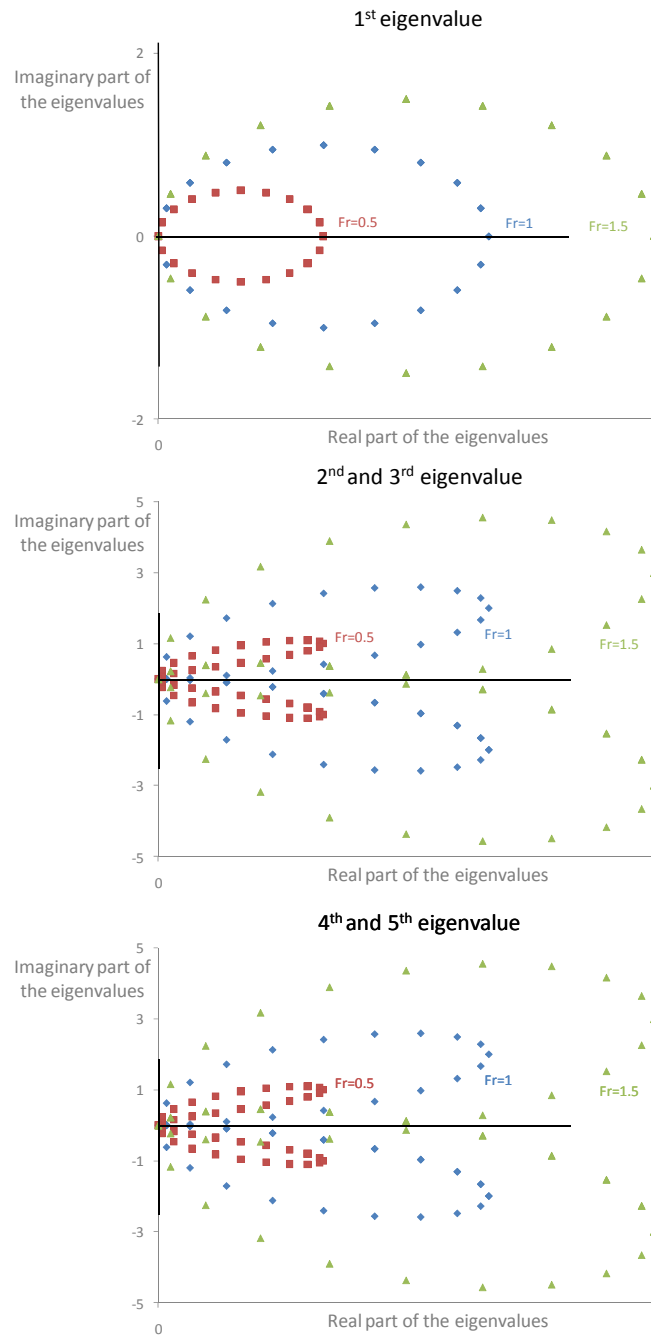 1st eigenvalue
2
Imaginary part of
the eigenvalues
Fr=0.5
Fr=1
Fr=1.5
0
-2
Real part of the eigenvalues
0
2nd and 3rd eigenvalue
5
Imaginary part of
the eigenvalues
3
1
Fr=0.5
Fr=1
Fr=1.5
-1
-3
-5
Real part of the eigenvalues
0
4th and 5th eigenvalue
5
Imaginary part of
the eigenvalues
3
1
Fr=0.5
Fr=1
Fr=1.5
-1
-3
-5
Real part of the eigenvalues
0